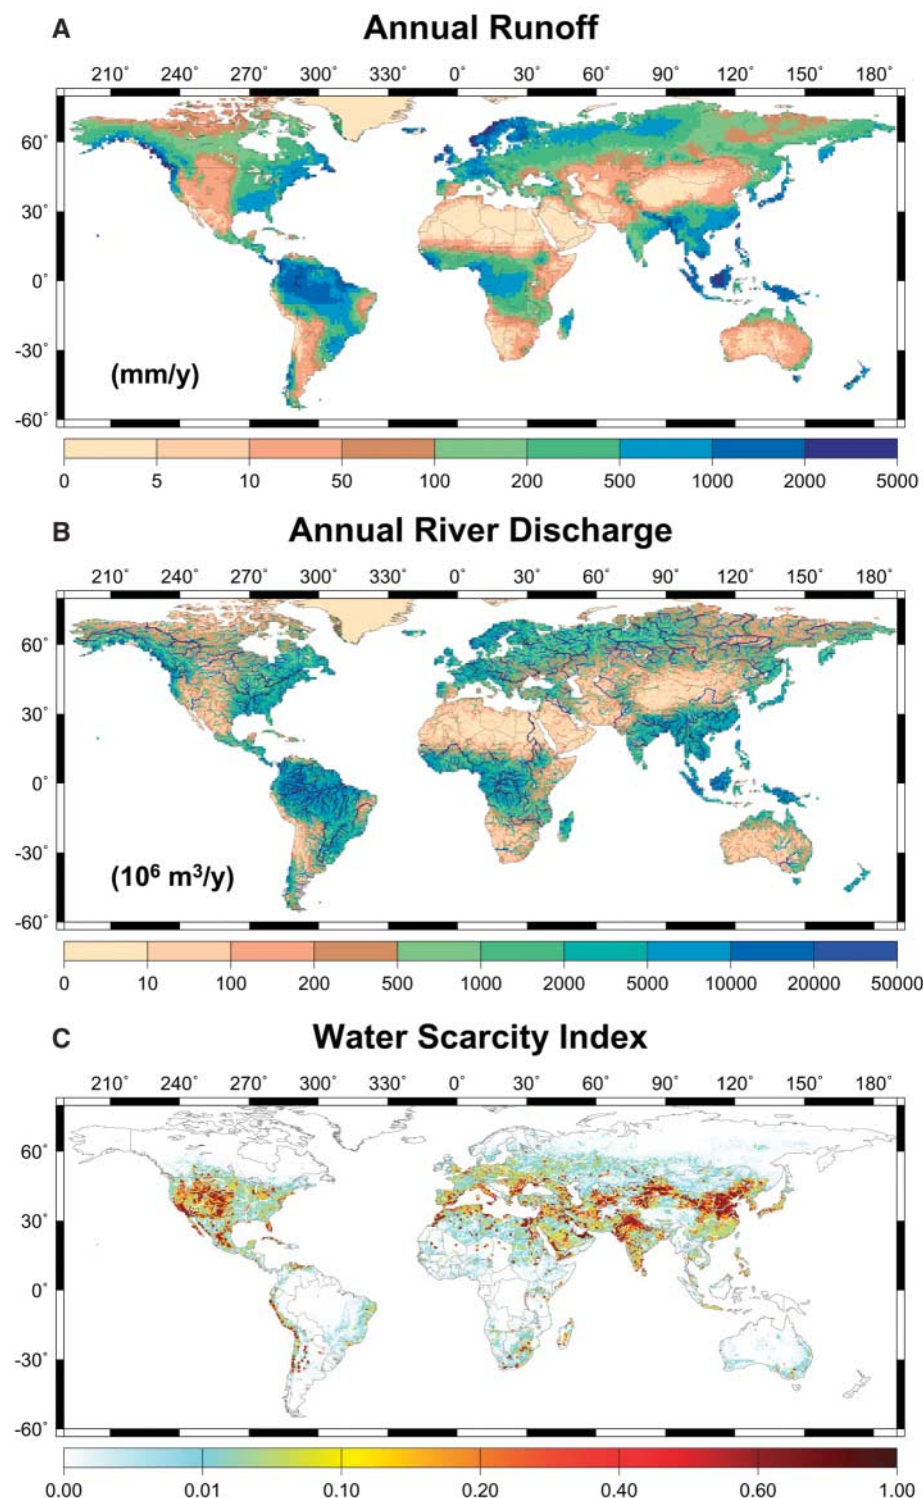 A Annual Runoff
210˚ 240˚ 270˚ 300˚ 330˚ 0˚ 30˚ 60˚ 90˚ 120˚ 150˚ 180˚
60˚
30˚
0˚
-30˚
(mm/y)
-60˚
0 5 10 50 100 200 500 1000 2000 5000
B Annual River Discharge
210˚ 240˚ 270˚ 300˚ 330˚ 0˚ 30˚ 60˚ 90˚ 120˚ 150˚ 180˚
60˚
30˚
0˚
-30˚
(10⁶ m³/y)
-60˚
0 10 100 200 500 1000 2000 5000 10000 20000 50000
C Water Scarcity Index
210˚ 240˚ 270˚ 300˚ 330˚ 0˚ 30˚ 60˚ 90˚ 120˚ 150˚ 180˚
60˚
30˚
0˚
-30˚
-60˚
0.00 0.01 0.10 0.20 0.40 0.60 1.00